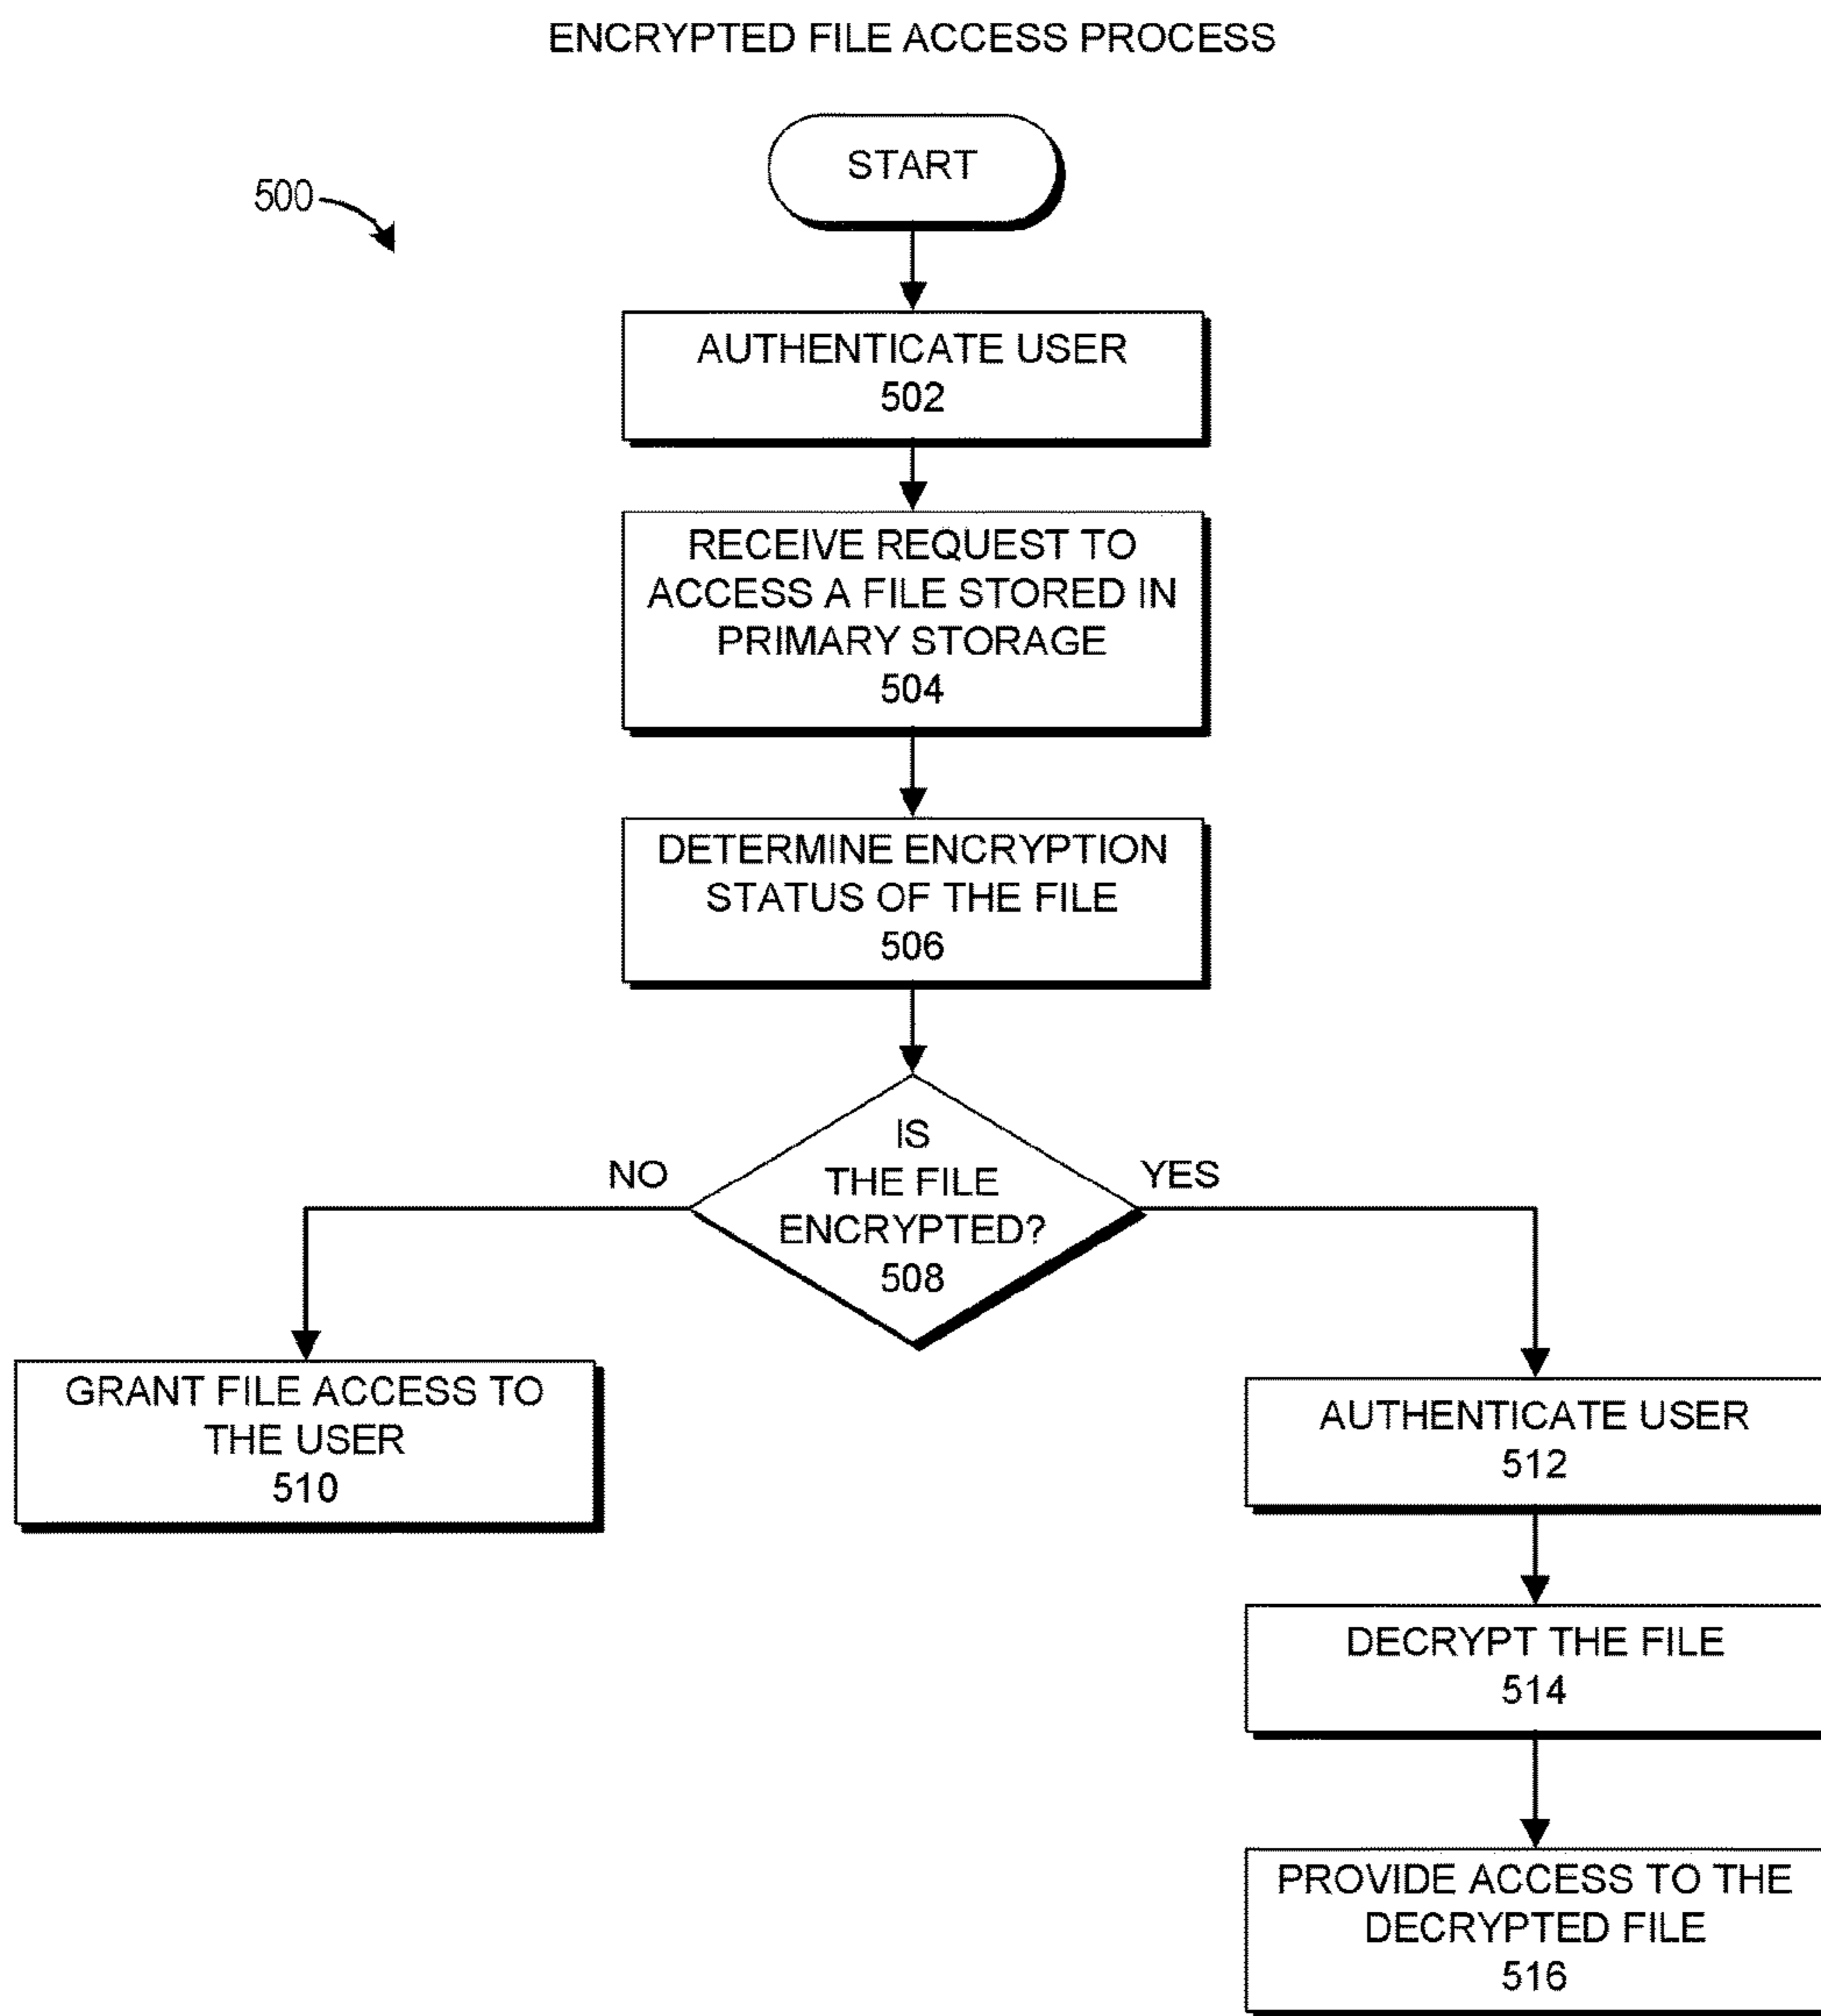 ENCRYPTED FILE ACCESS PROCESS
START
500
AUTHENTICATE USER
502
RECEIVE REQUEST TO
ACCESS A FILE STORED IN
PRIMARY STORAGE
504
DETERMINE ENCRYPTION
STATUS OF THE FILE
506
IS
THE FILE
ENCRYPTED?
508
NO
YES
GRANT FILE ACCESS TO
THE USER
510
AUTHENTICATE USER
512
DECRYPT THE FILE
514
PROVIDE ACCESS TO THE
DECRYPTED FILE
516